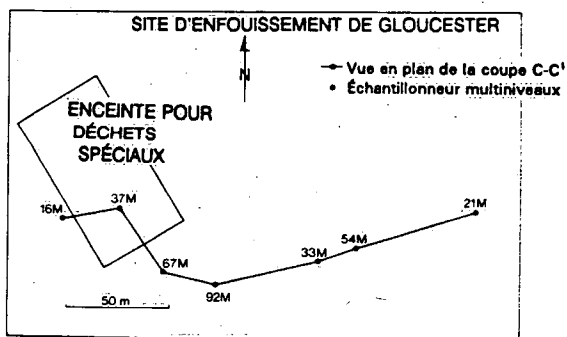 SITE D'ENFOUISSEMENT DE GLOUCESTER
N
Vue en plan de la coupe C-C'
Échantillonneur multiniveaux
ENCEINTE POUR
DÉCHETS
SPÉCIAUX
16M
37M
67M
92M
33M
54M
21M
50 m